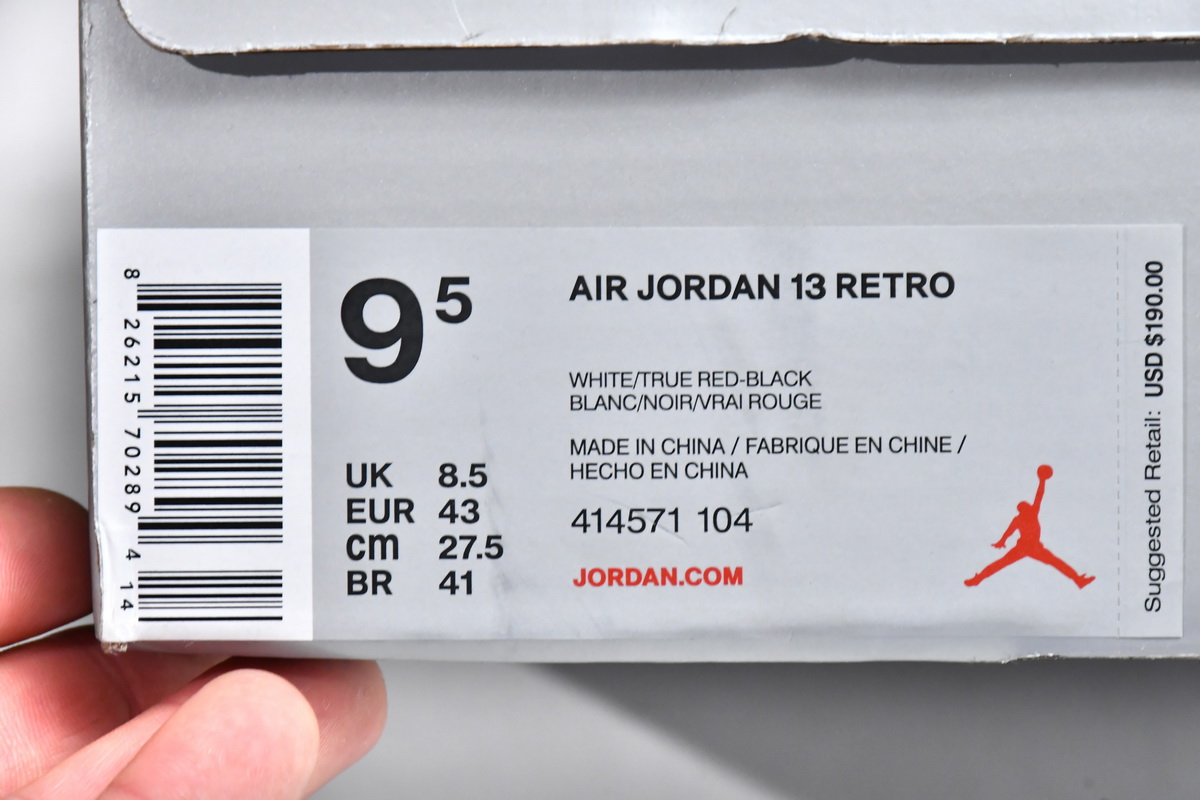 8 26215 70289 4 14
9 5
UK 8.5
EUR 43
cm 27.5
BR 41
AIR JORDAN 13 RETRO
WHITE/TRUE RED-BLACK
BLANC/NOIR/VRAI ROUGE
MADE IN CHINA / FABRIQUE EN CHINE /
HECHO EN CHINA
414571 104
JORDAN.COM
Suggested Retail: USD $190.00